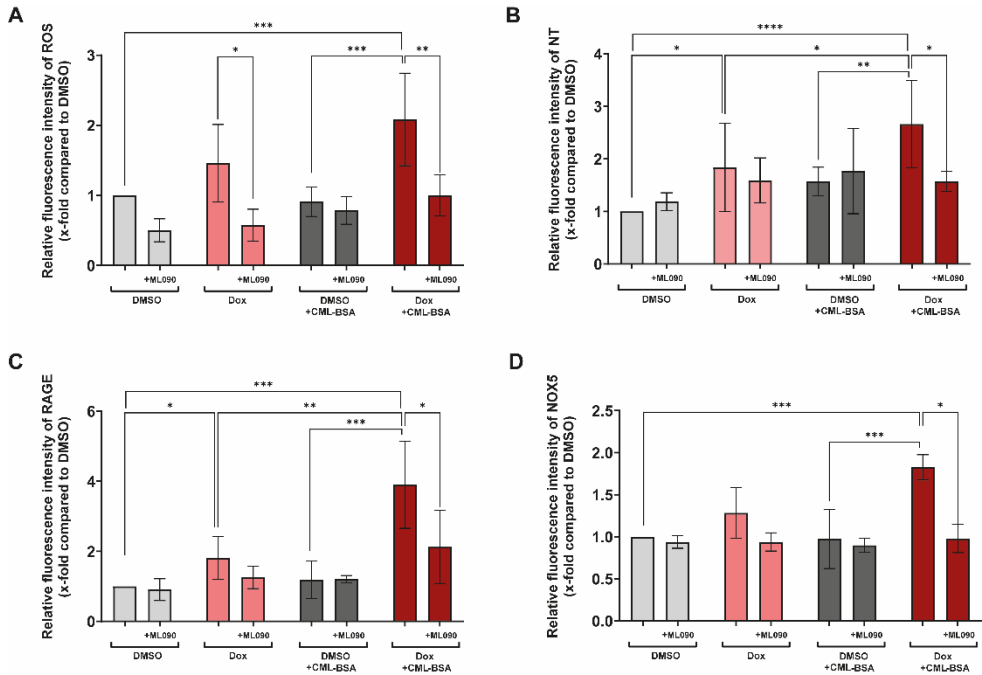 A
Relative fluorescence intensity of ROS
(x-fold compared to DMSO)
3
2
1
0
***
*
***
**
+ML090
+ML090
+ML090
+ML090
DMSO
Dox
DMSO
+CML-BSA
Dox
+CML-BSA
B
Relative fluorescence intensity of NT
(x-fold compared to DMSO)
4
3
2
1
0
****
*
*
*
**
+ML090
+ML090
+ML090
+ML090
DMSO
Dox
DMSO
+CML-BSA
Dox
+CML-BSA
C
Relative fluorescence intensity of RAGE
(x-fold compared to DMSO)
6
4
2
0
***
*
**
*
***
+ML090
+ML090
+ML090
+ML090
DMSO
Dox
DMSO
+CML-BSA
Dox
+CML-BSA
D
Relative fluorescence intensity of NOX5
(x-fold compared to DMSO)
2.5
2.0
1.5
1.0
0.5
0.0
***
*
***
+ML090
+ML090
+ML090
+ML090
DMSO
Dox
DMSO
+CML-BSA
Dox
+CML-BSA